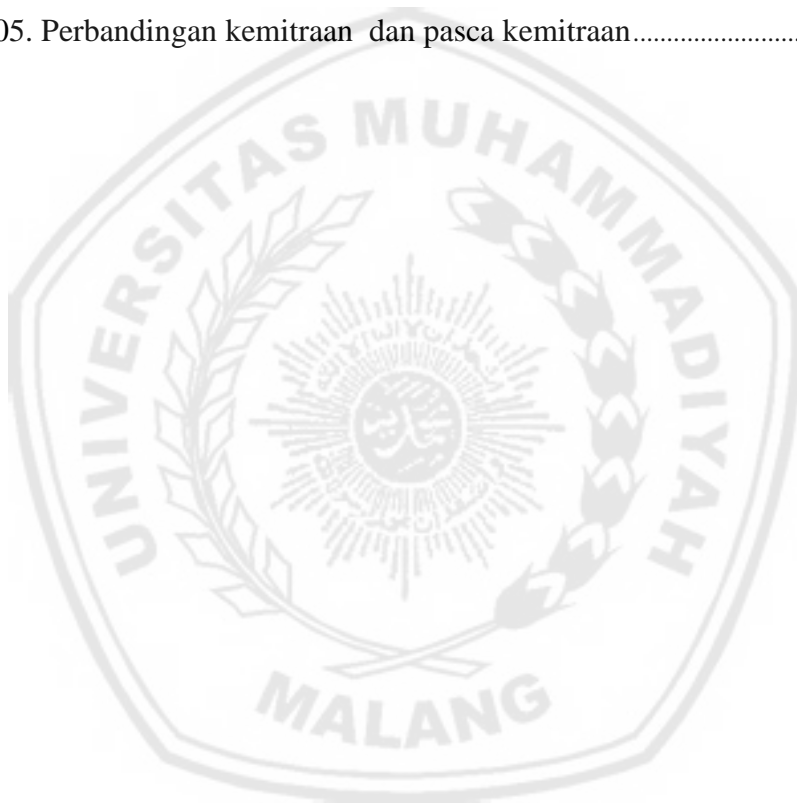 05. Perbandingan kemitraan  dan pasca kemitraan........................
UNIVERSITAS MUHAMMADIYAH
MALANG